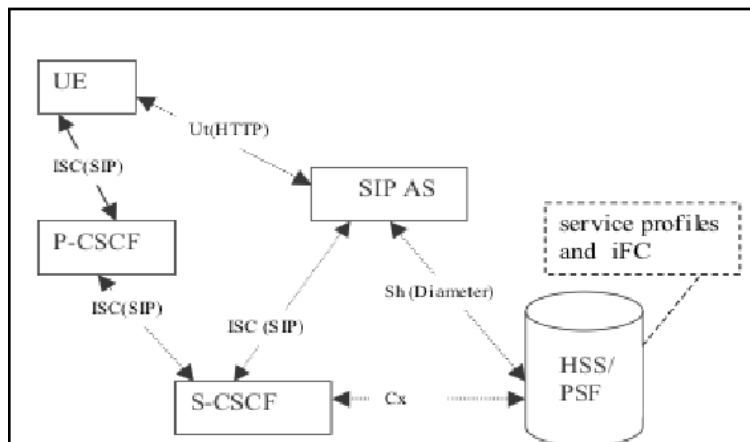 UE
Ut(HTTP)
ISC(SIP)
SIP AS
P-CSCF
service profiles
and iFC
ISC(SIP)
Sh (Diameter)
ISC (SIP)
HSS/
PSF
S-CSCF
Cx